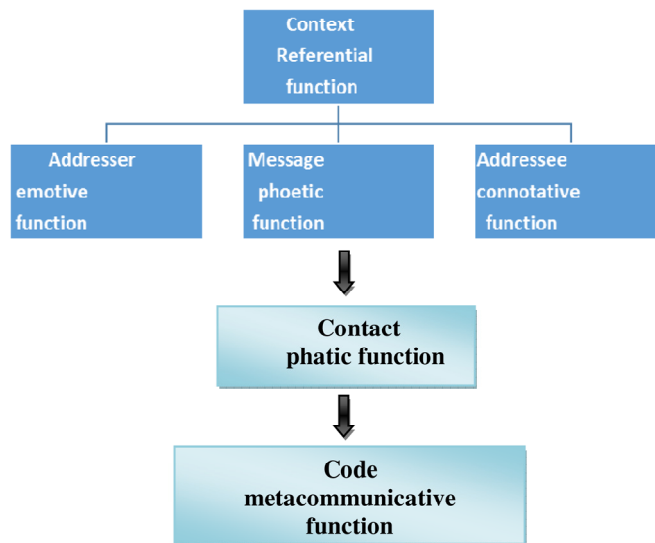 Context
Referential
function
Addresser
emotive
function
Message
phoetic
function
Addressee
connotative
function
Contact
phatic function
Code
metacommunicative
function